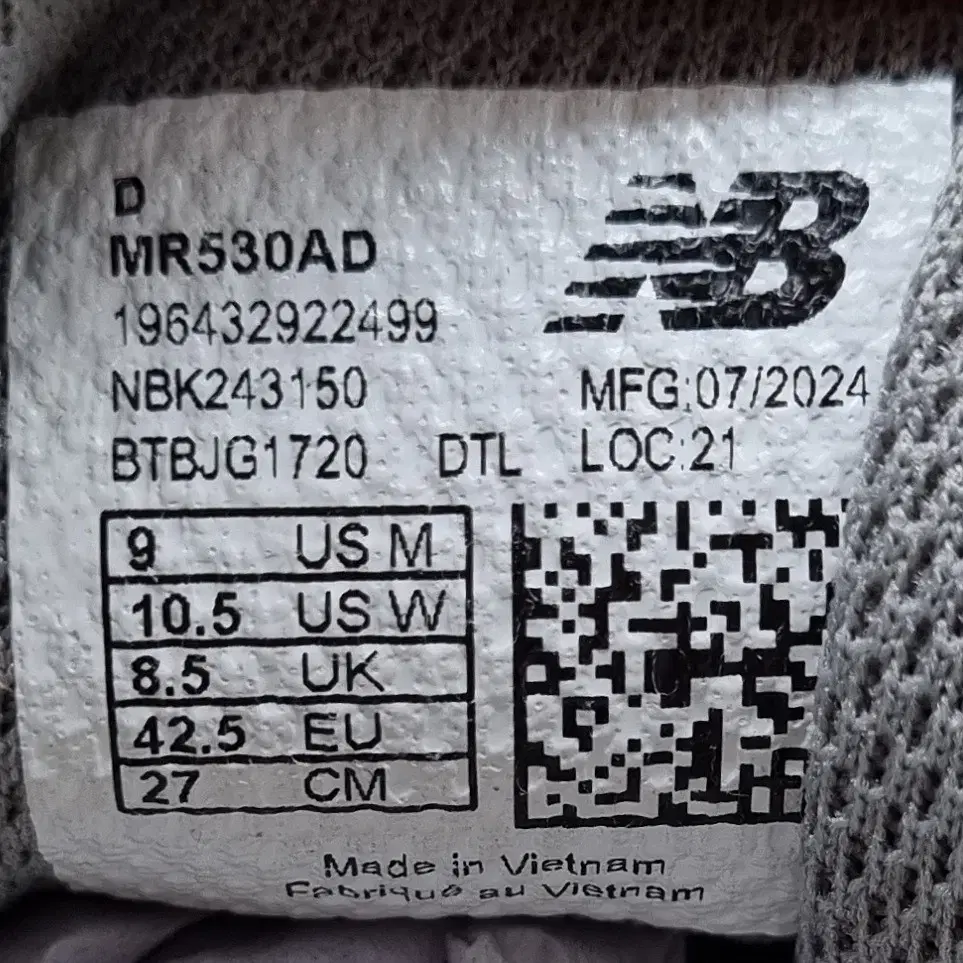 D
MR530AD
196432922499
NBK243150 MFG:07/2024
BTBJG1720 DTL LOC:21
9 US M
10.5 US W
8.5 UK
42.5 EU
27 CM
Made in Vietnam
Fabriqué au Vietnam
NB